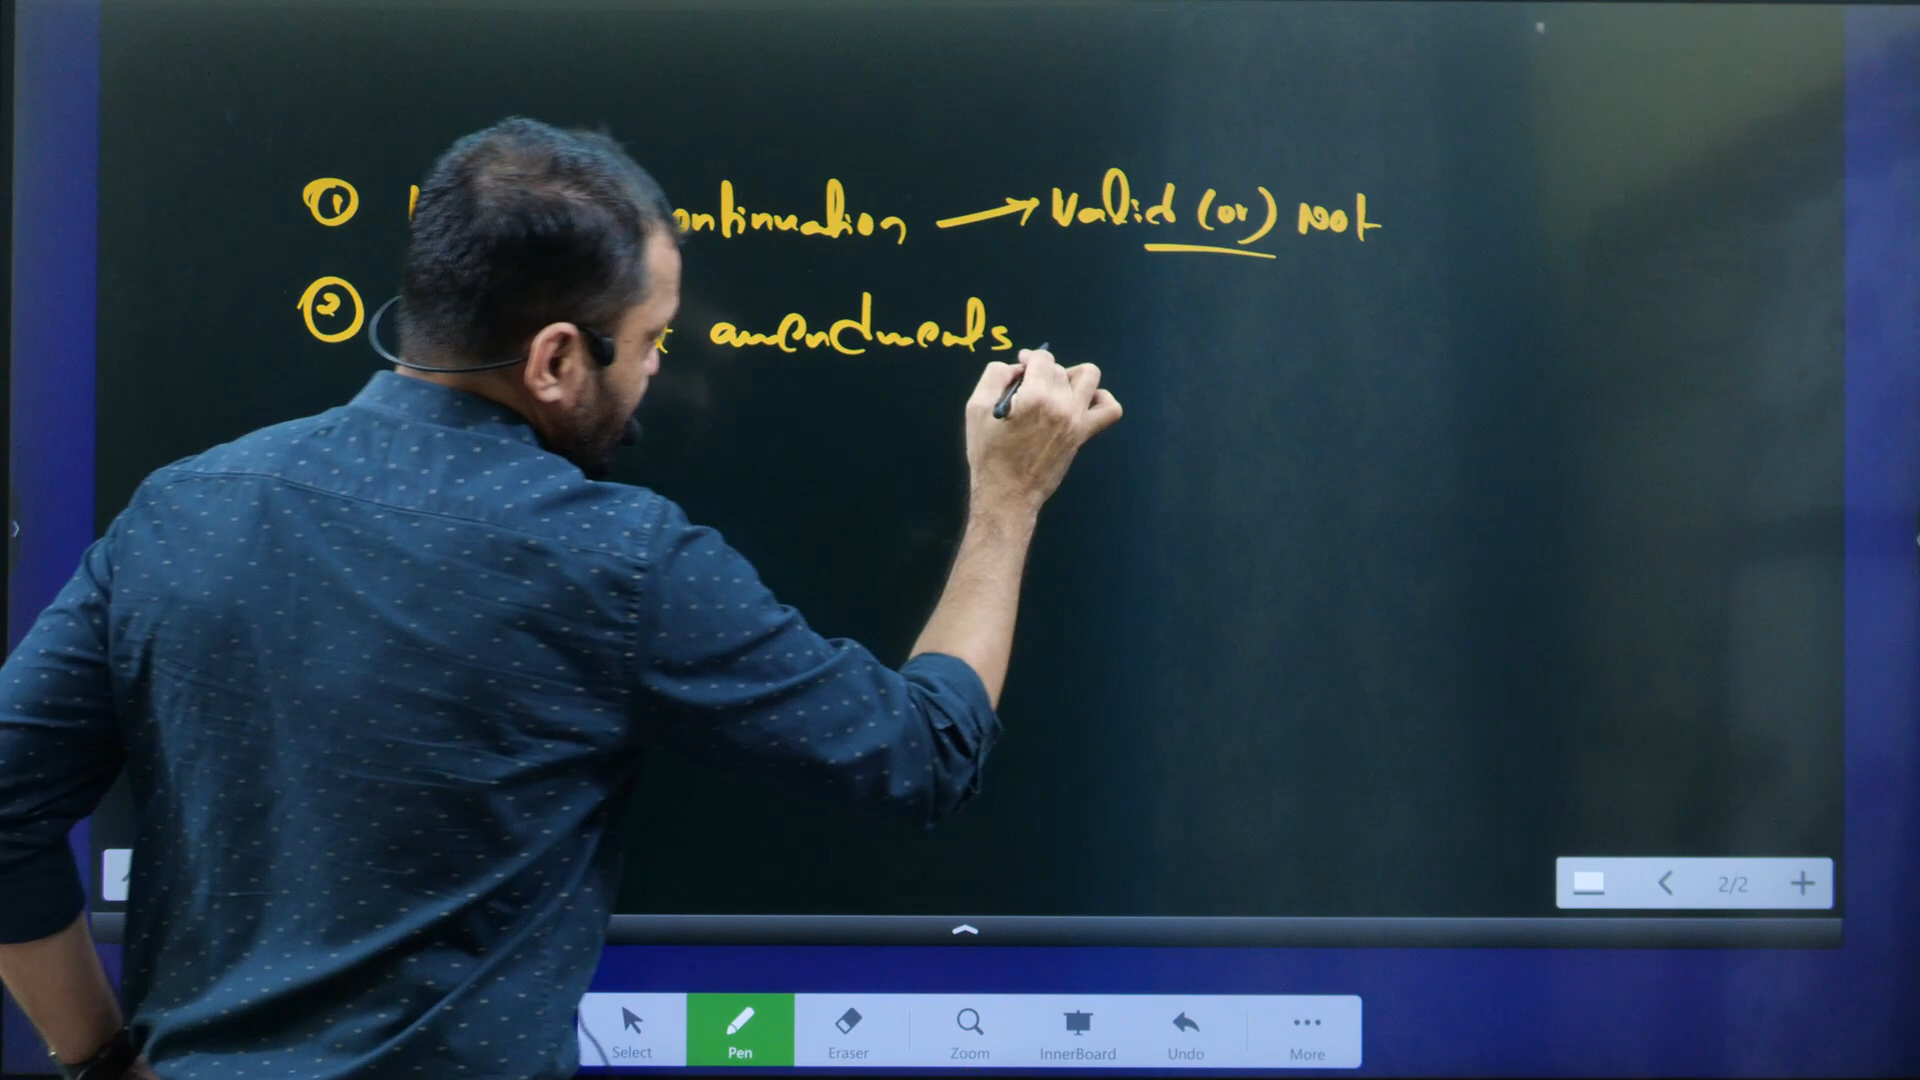 ① ontinuation → Valid (or) Not
② amendments
2/2
Select Pen Eraser Zoom InnerBoard Undo More